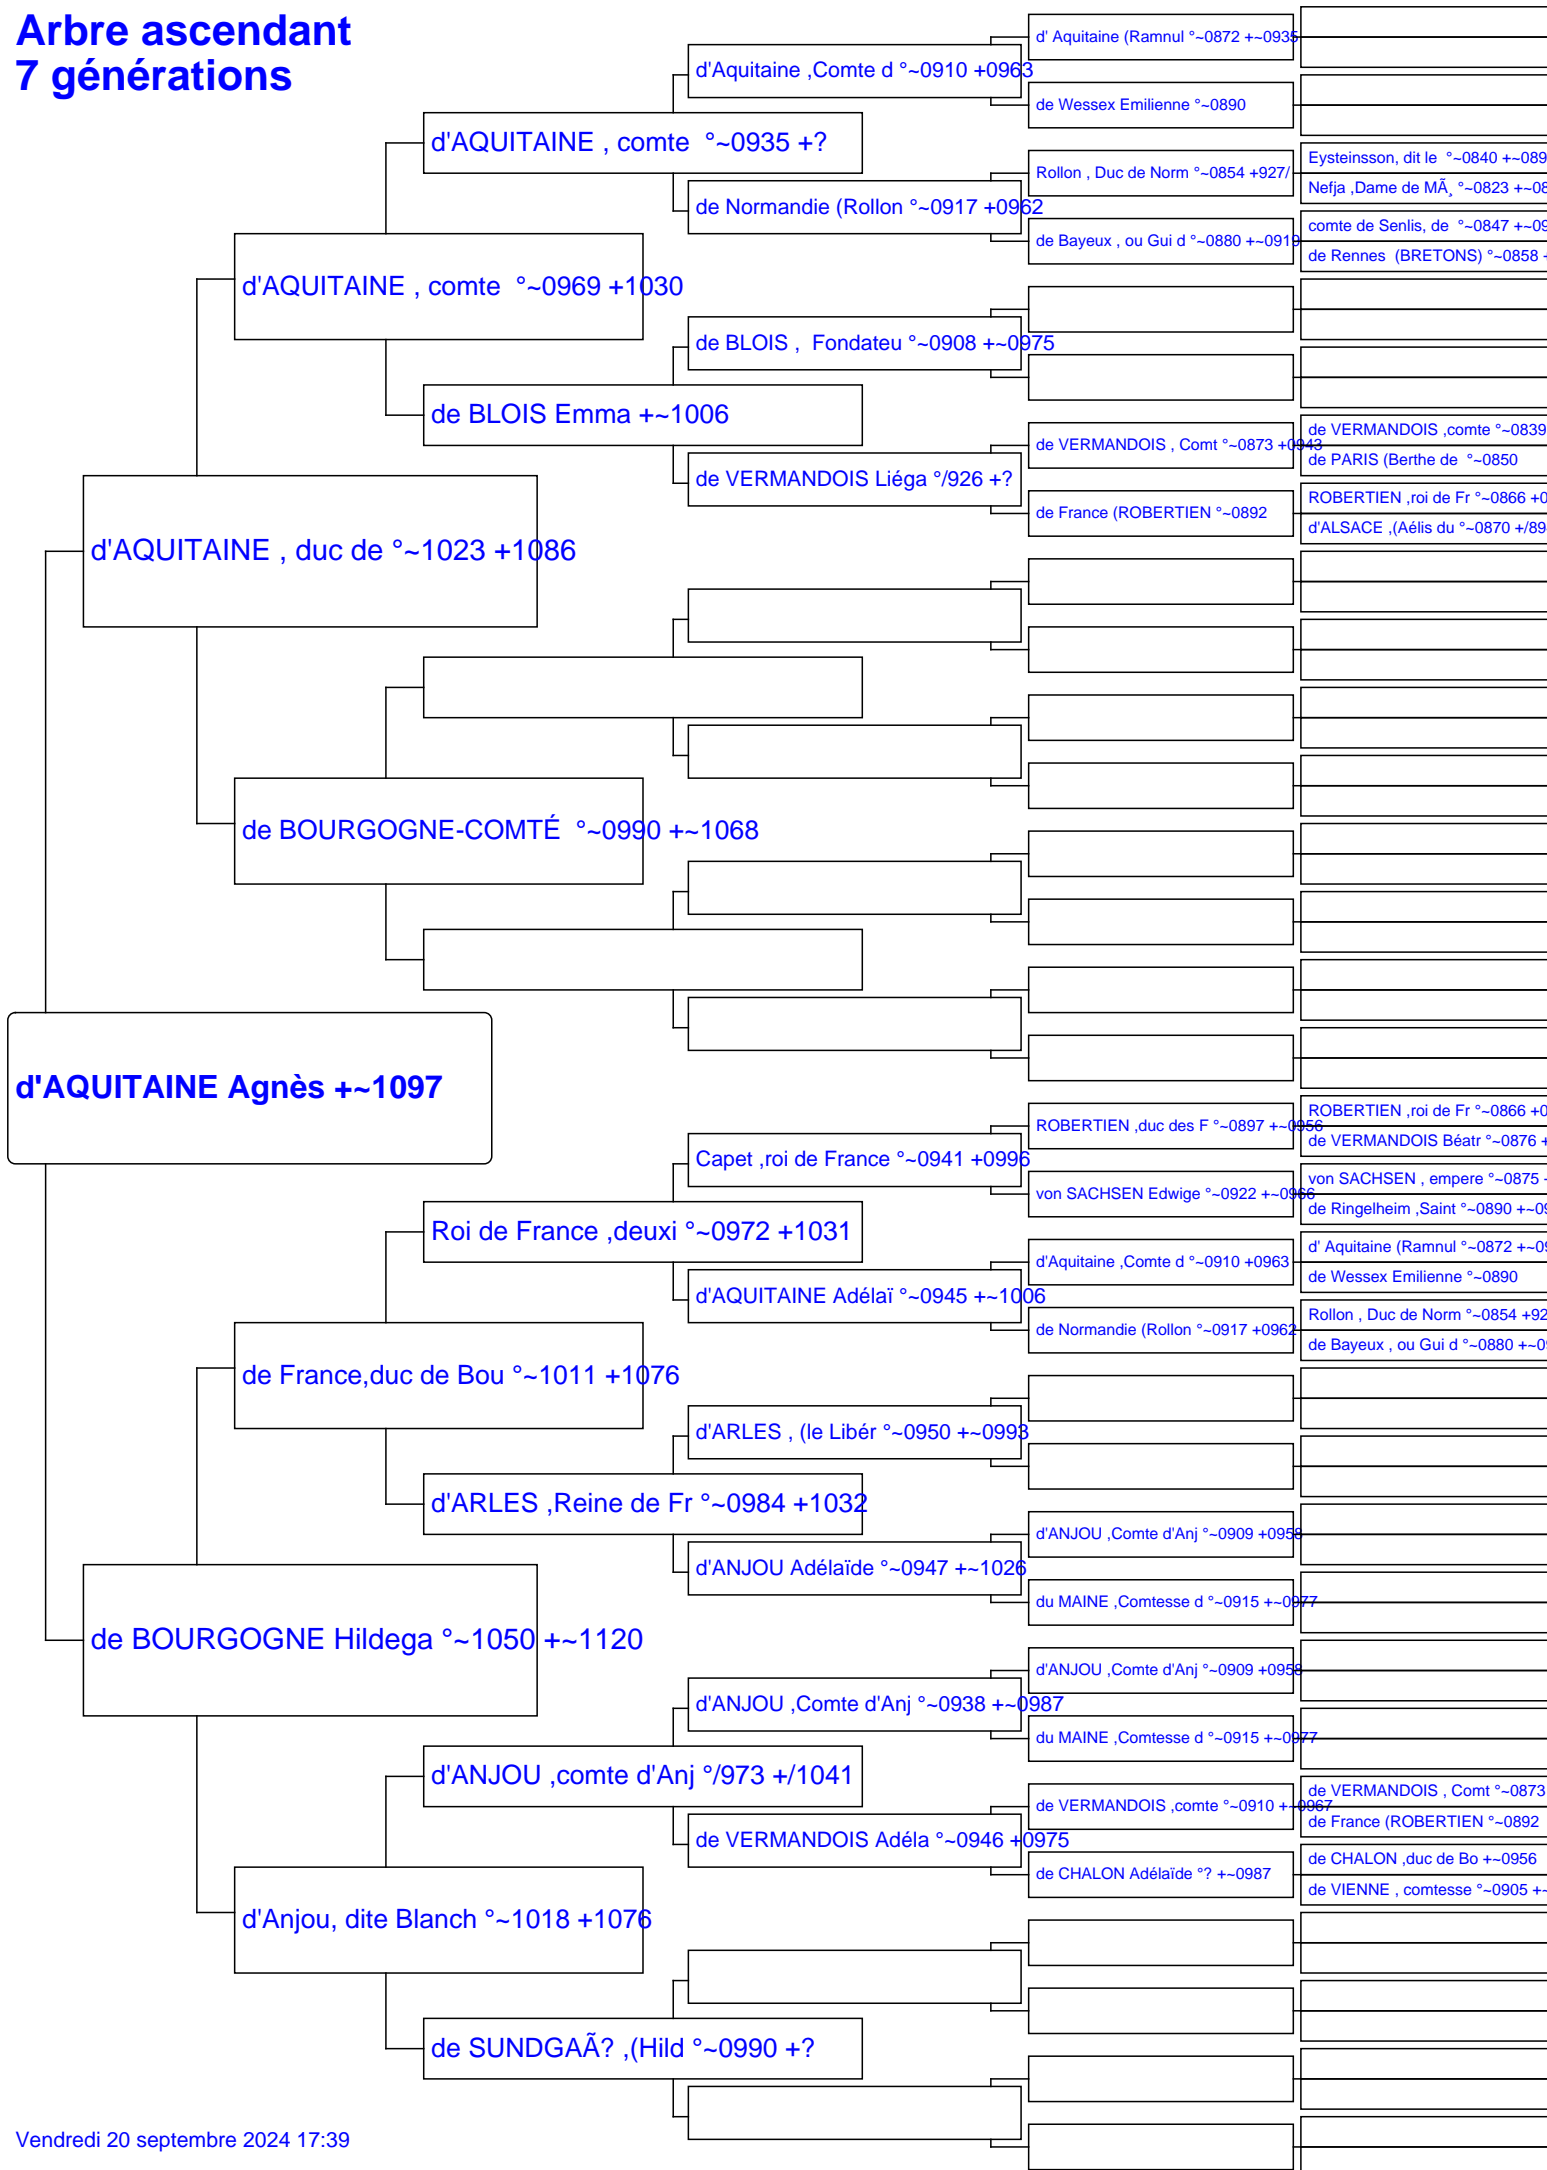 Arbre ascendant
7 générations
d'AQUITAINE Agnès +~1097
d'AQUITAINE , duc de °~1023 +1086
de BOURGOGNE Hildega °~1050 +~1120
d'AQUITAINE , comte  °~0969 +1030
de BOURGOGNE-COMTÉ  °~0990 +~1068
de France,duc de Bou °~1011 +1076
d'Anjou, dite Blanch °~1018 +1076
d'AQUITAINE , comte  °~0935 +?
de BLOIS Emma +~1006
Roi de France ,deuxi °~0972 +1031
d'ARLES ,Reine de Fr °~0984 +1032
d'ANJOU ,comte d'Anj °/973 +/1041
de SUNDGAÃ? ,(Hild °~0990 +?
d'Aquitaine ,Comte d °~0910 +0963
de Normandie (Rollon °~0917 +0962
de BLOIS ,  Fondateu °~0908 +~0975
de VERMANDOIS Liéga °/926 +?
Capet ,roi de France °~0941 +0996
d'AQUITAINE Adélaï °~0945 +~1006
d'ARLES , (le Libér °~0950 +~0993
d'ANJOU Adélaïde °~0947 +~1026
d'ANJOU ,Comte d'Anj °~0938 +~0987
de VERMANDOIS Adéla °~0946 +0975
d' Aquitaine (Ramnul °~0872 +~0935
de Wessex Emilienne °~0890
Rollon , Duc de Norm °~0854 +927/
de Bayeux , ou Gui d °~0880 +~0919
de VERMANDOIS , Comt °~0873 +0943
de France (ROBERTIEN °~0892
ROBERTIEN ,duc des F °~0897 +~0956
von SACHSEN Edwige °~0922 +~0966
d'Aquitaine ,Comte d °~0910 +0963
de Normandie (Rollon °~0917 +0962
d'ANJOU ,Comte d'Anj °~0909 +0958
du MAINE ,Comtesse d °~0915 +~0977
d'ANJOU ,Comte d'Anj °~0909 +0958
du MAINE ,Comtesse d °~0915 +~0977
de VERMANDOIS ,comte °~0910 +~0967
de CHALON Adélaïde °? +~0987
Eysteinsson, dit le  °~0840 +~089
Nefja ,Dame de MÃ¸ °~0823 +~08
comte de Senlis, de  °~0847 +~09
de Rennes  (BRETONS) °~0858 +
de VERMANDOIS ,comte °~0839
de PARIS (Berthe de  °~0850
ROBERTIEN ,roi de Fr °~0866 +0
d'ALSACE ,(Aélis du °~0870 +/89
ROBERTIEN ,roi de Fr °~0866 +0
de VERMANDOIS Béatr °~0876 +
von SACHSEN , empere °~0875 -
de Ringelheim ,Saint °~0890 +~09
d' Aquitaine (Ramnul °~0872 +~09
de Wessex Emilienne °~0890
Rollon , Duc de Norm °~0854 +92
de Bayeux , ou Gui d °~0880 +~09
de VERMANDOIS , Comt °~0873
de France (ROBERTIEN °~0892
de CHALON ,duc de Bo +~0956
de VIENNE , comtesse °~0905 +~
Vendredi 20 septembre 2024 17:39